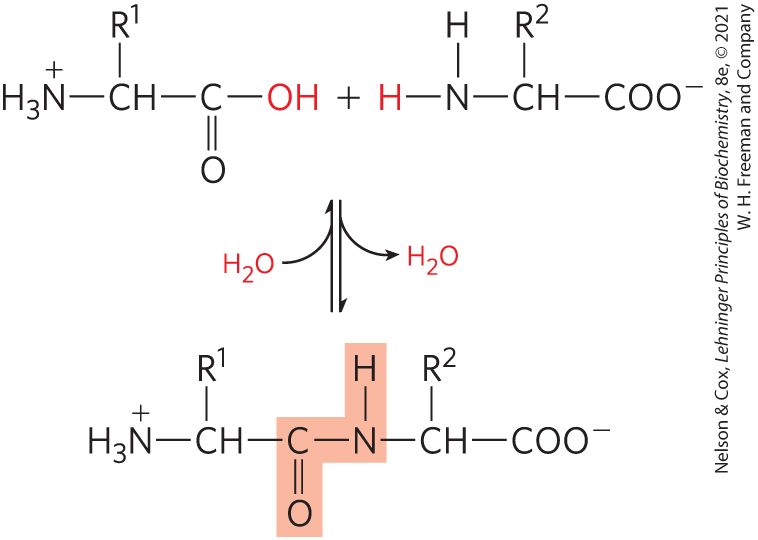 R¹ H R²
H₃N⁺—CH—C—OH + H—N—CH—COO⁻
O
H₂O H₂O
R¹ H R²
H₃N⁺—CH—C—N—CH—COO⁻
O
Nelson & Cox, Lehninger Principles of Biochemistry, 8e, © 2021
W. H. Freeman and Company